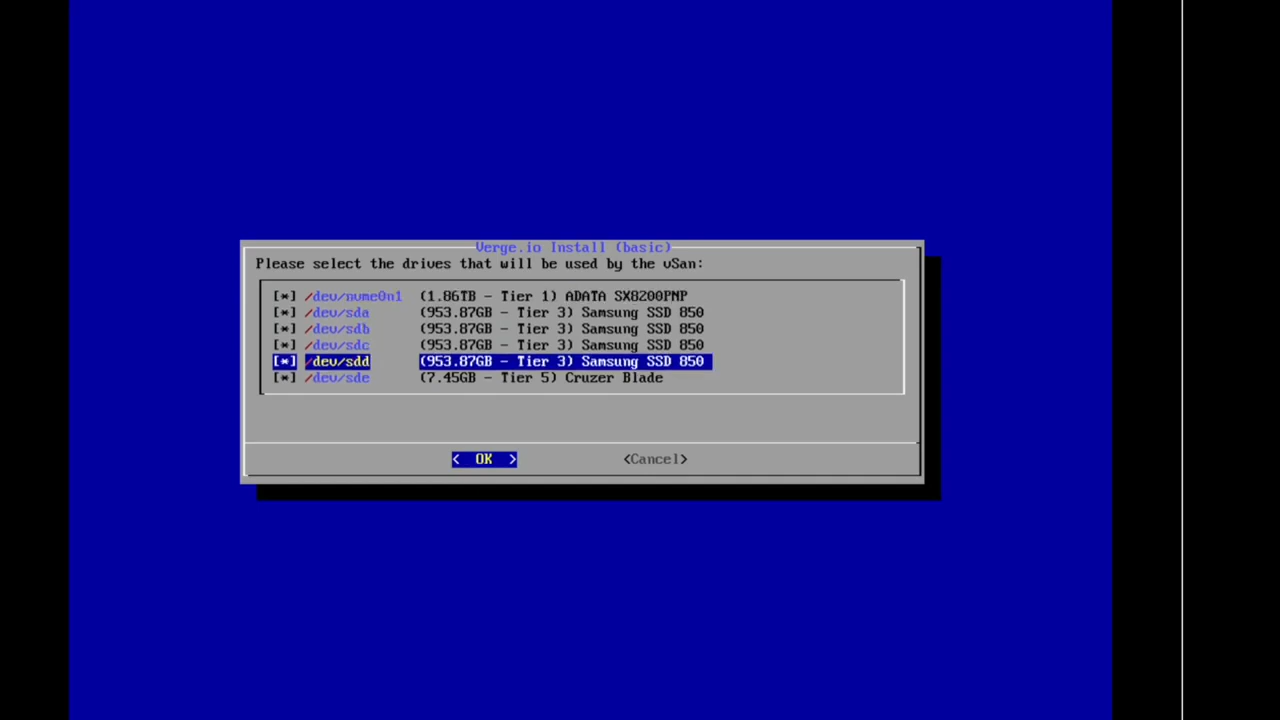 Verge.io Install (basic)
Please select the drives that will be used by the vSan:
[*] /dev/nvme0n1 (1.86TB - Tier 1) ADATA SX8200PNP
[*] /dev/sda (953.87GB - Tier 3) Samsung SSD 850
[*] /dev/sdb (953.87GB - Tier 3) Samsung SSD 850
[*] /dev/sdc (953.87GB - Tier 3) Samsung SSD 850
[*] /dev/sdd (953.87GB - Tier 3) Samsung SSD 850
[*] /dev/sde (7.45GB - Tier 5) Cruzer Blade
< OK > <Cancel>